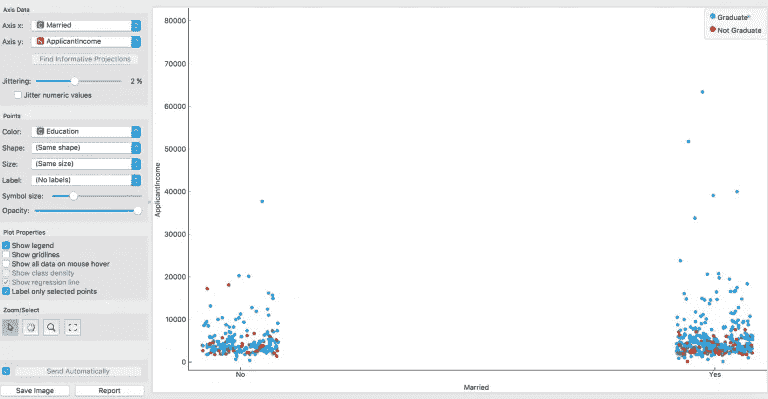 Axis Data
Axis x: Married
Axis y: ApplicantIncome
Find Informative Projections
Jittering: 2 %
Jitter numeric values
Points
Color: Education
Shape: (Same shape)
Size: (Same size)
Label: (No labels)
Symbol size:
Opacity:
Plot Properties
Show legend
Show gridlines
Show all data on mouse hover
Show class density
Show regression line
Label only selected points
Zoom/Select
Send Automatically
Save Image Report
80000
70000
60000
50000
40000
30000
20000
10000
0
ApplicantIncome
No Yes
Married
Graduate
Not Graduate